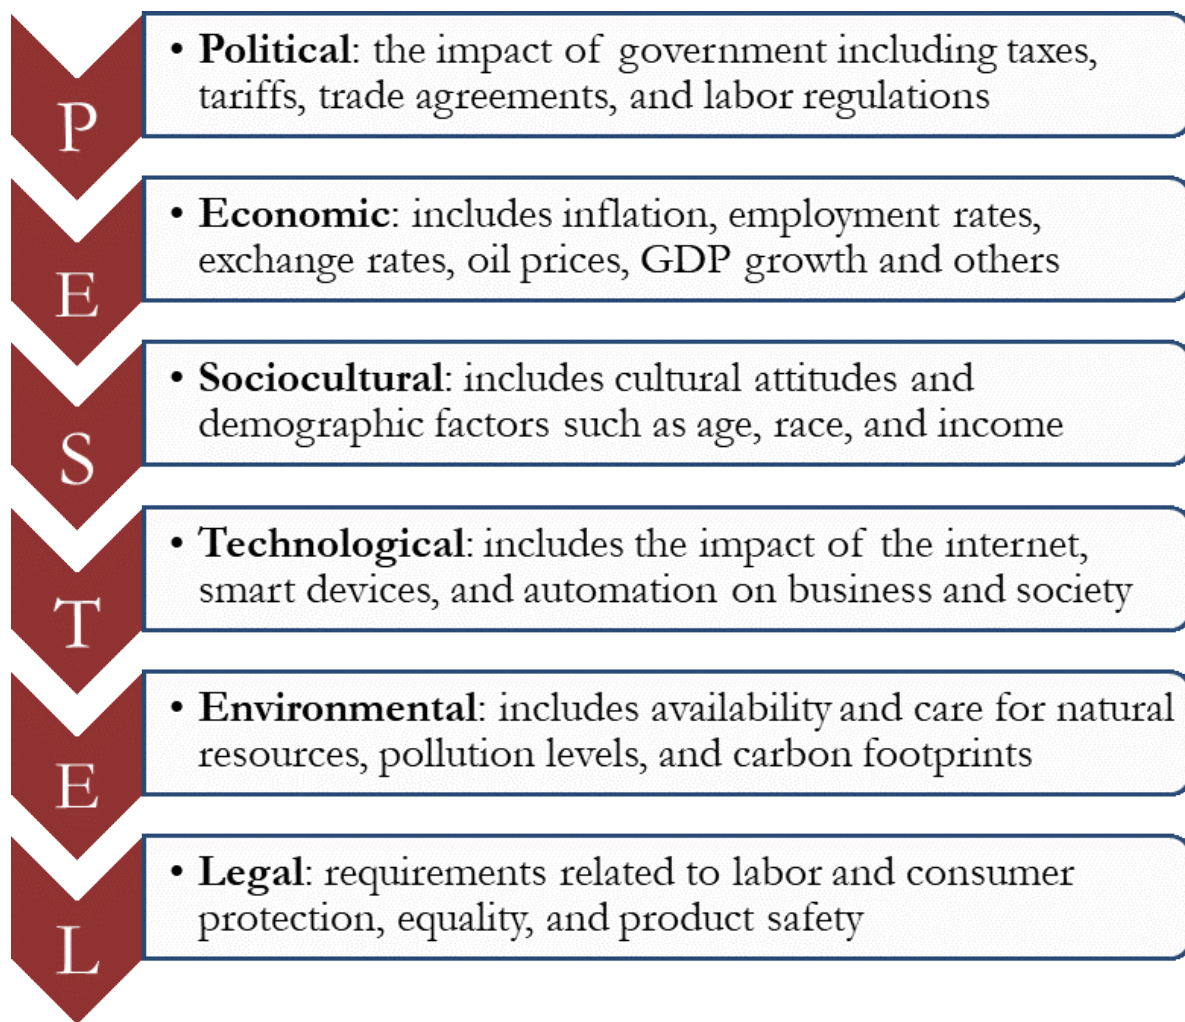 P
• Political: the impact of government including taxes,
tariffs, trade agreements, and labor regulations
E
• Economic: includes inflation, employment rates,
exchange rates, oil prices, GDP growth and others
S
• Sociocultural: includes cultural attitudes and
demographic factors such as age, race, and income
T
• Technological: includes the impact of the internet,
smart devices, and automation on business and society
E
• Environmental: includes availability and care for natural
resources, pollution levels, and carbon footprints
L
• Legal: requirements related to labor and consumer
protection, equality, and product safety